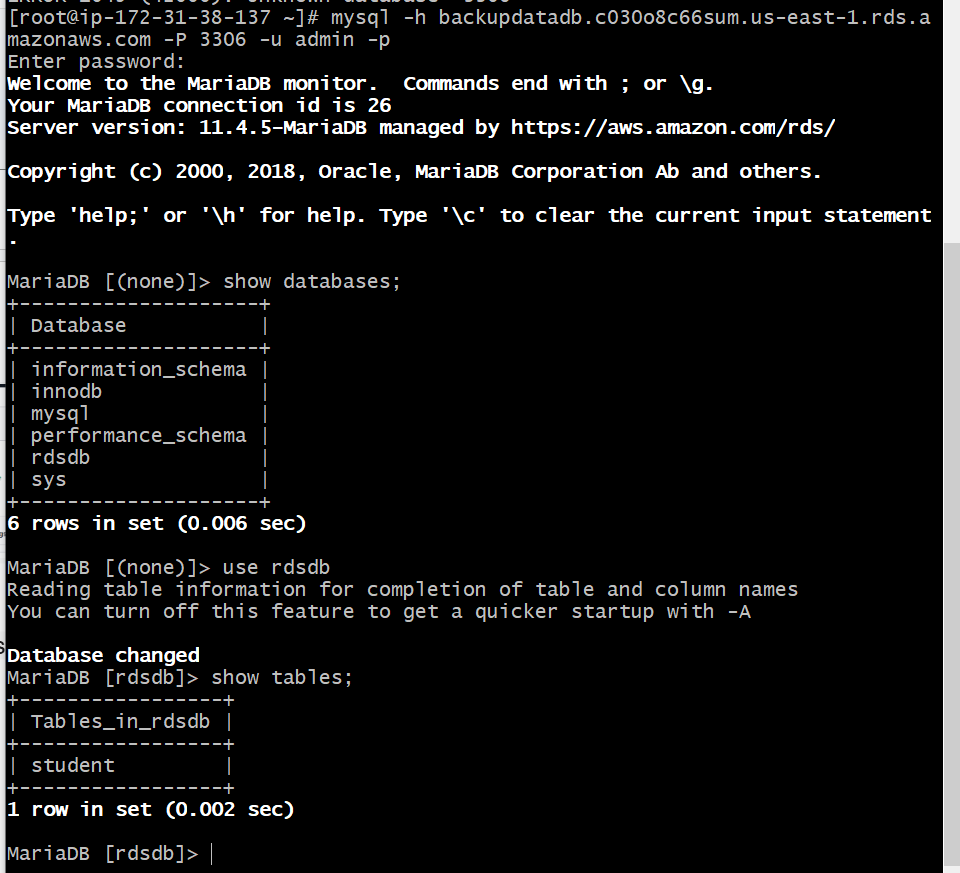 [root@ip-172-31-38-137 ~]# mysql -h backupdatadb.c030o8c66sum.us-east-1.rds.a
mazonaws.com -P 3306 -u admin -p
Enter password:
Welcome to the MariaDB monitor.  Commands end with ; or \g.
Your MariaDB connection id is 26
Server version: 11.4.5-MariaDB managed by https://aws.amazon.com/rds/

Copyright (c) 2000, 2018, Oracle, MariaDB Corporation Ab and others.

Type 'help;' or '\h' for help. Type '\c' to clear the current input statement
.

MariaDB [(none)]> show databases;
+--------------------+
| Database           |
+--------------------+
| information_schema |
| innodb             |
| mysql              |
| performance_schema |
| rdsdb              |
| sys                |
+--------------------+
6 rows in set (0.006 sec)

MariaDB [(none)]> use rdsdb
Reading table information for completion of table and column names
You can turn off this feature to get a quicker startup with -A

Database changed
MariaDB [rdsdb]> show tables;
+-----------------+
| Tables_in_rdsdb |
+-----------------+
| student         |
+-----------------+
1 row in set (0.002 sec)

MariaDB [rdsdb]>